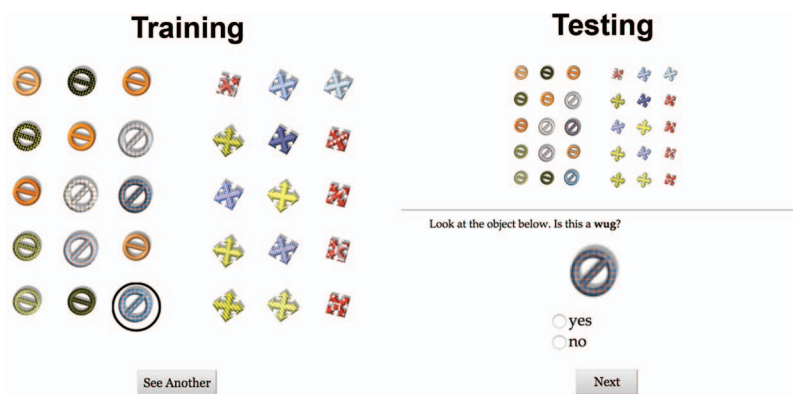 Training
See Another
Testing
Look at the object below. Is this a wug?
yes
no
Next